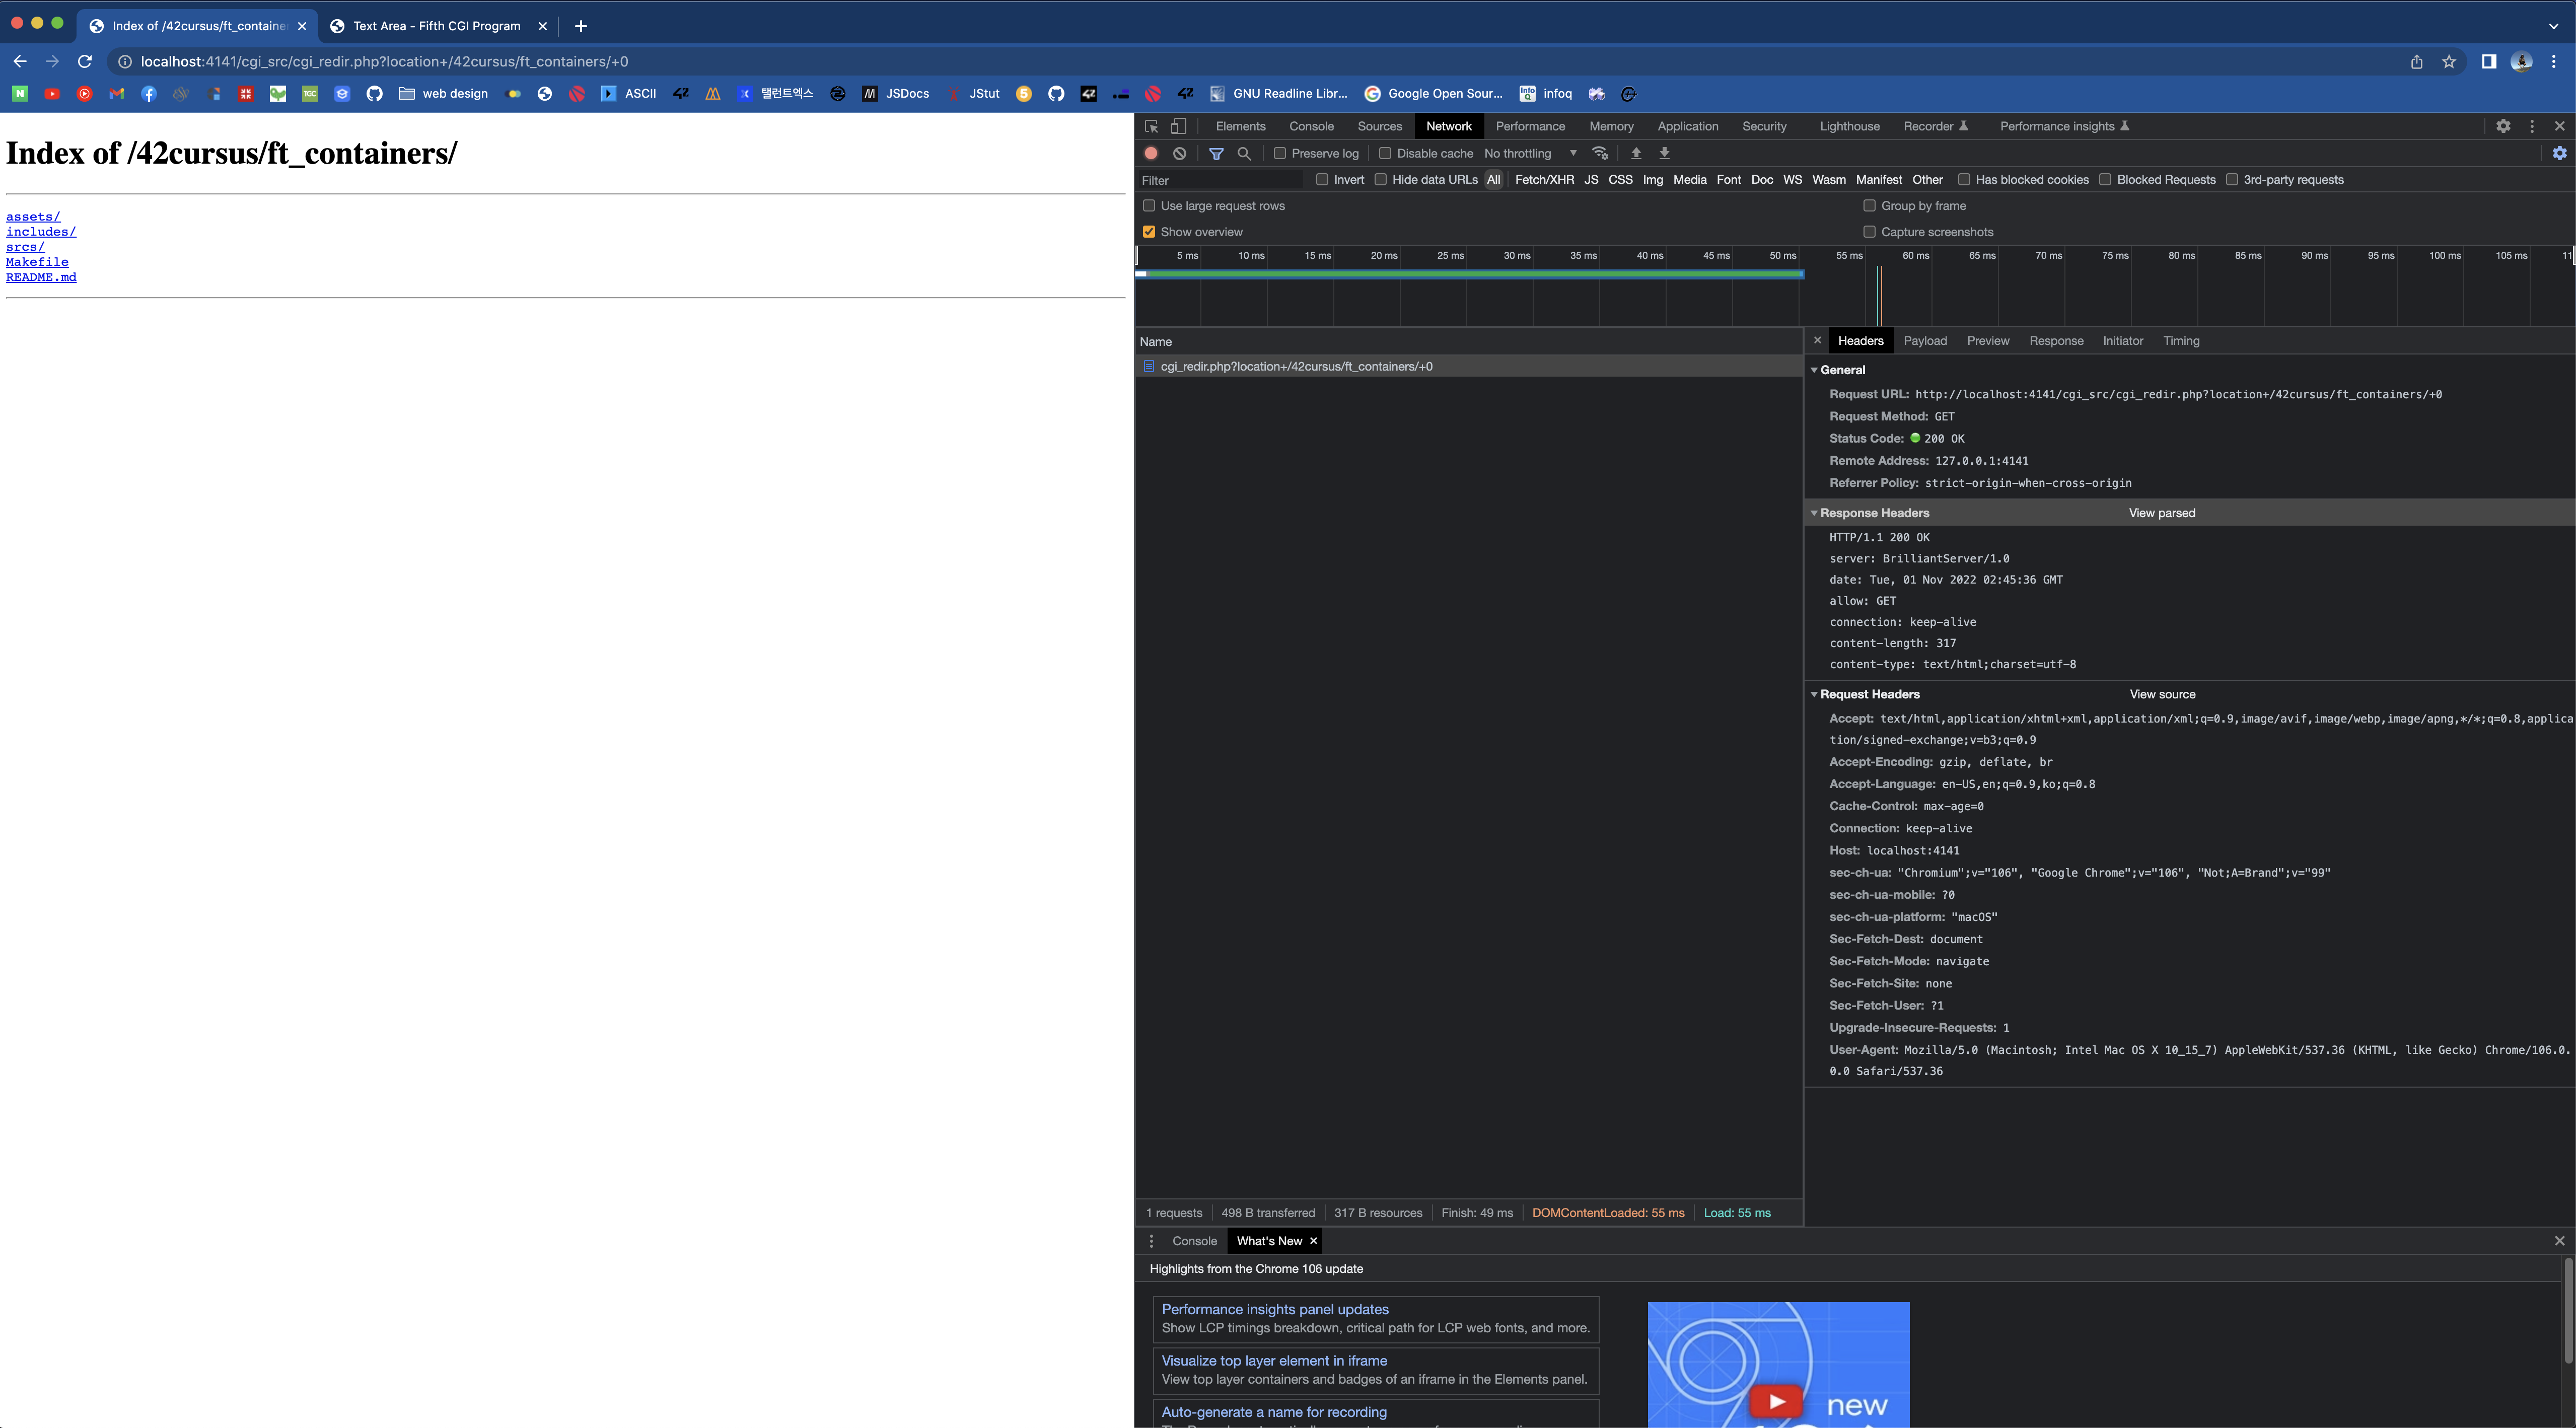 Index of /42cursus/ft_containe
Text Area - Fifth CGI Program
localhost:4141/cgi_src/cgi_redir.php?location+/42cursus/ft_containers/+0
web design
ASCII
탤런트엑스
JSDocs
JStut
GNU Readline Libr...
Google Open Sour...
infoq
Index of /42cursus/ft_containers/
assets/
includes/
srcs/
Makefile
README.md
Elements Console Sources Network Performance Memory Application Security Lighthouse Recorder Performance insights
Preserve log Disable cache No throttling
Filter Invert Hide data URLs All Fetch/XHR JS CSS Img Media Font Doc WS Wasm Manifest Other Has blocked cookies Blocked Requests 3rd-party requests
Use large request rows Group by frame
Show overview Capture screenshots
5 ms 10 ms 15 ms 20 ms 25 ms 30 ms 35 ms 40 ms 45 ms 50 ms 55 ms 60 ms 65 ms 70 ms 75 ms 80 ms 85 ms 90 ms 95 ms 100 ms 105 ms 11
Name
cgi_redir.php?location+/42cursus/ft_containers/+0
Headers Payload Preview Response Initiator Timing
General
Request URL: http://localhost:4141/cgi_src/cgi_redir.php?location+/42cursus/ft_containers/+0
Request Method: GET
Status Code: 200 OK
Remote Address: 127.0.0.1:4141
Referrer Policy: strict-origin-when-cross-origin
Response Headers View parsed
HTTP/1.1 200 OK
server: BrilliantServer/1.0
date: Tue, 01 Nov 2022 02:45:36 GMT
allow: GET
connection: keep-alive
content-length: 317
content-type: text/html;charset=utf-8
Request Headers View source
Accept: text/html,application/xhtml+xml,application/xml;q=0.9,image/avif,image/webp,image/apng,*/*;q=0.8,applica
tion/signed-exchange;v=b3;q=0.9
Accept-Encoding: gzip, deflate, br
Accept-Language: en-US,en;q=0.9,ko;q=0.8
Cache-Control: max-age=0
Connection: keep-alive
Host: localhost:4141
sec-ch-ua: "Chromium";v="106", "Google Chrome";v="106", "Not;A=Brand";v="99"
sec-ch-ua-mobile: ?0
sec-ch-ua-platform: "macOS"
Sec-Fetch-Dest: document
Sec-Fetch-Mode: navigate
Sec-Fetch-Site: none
Sec-Fetch-User: ?1
Upgrade-Insecure-Requests: 1
User-Agent: Mozilla/5.0 (Macintosh; Intel Mac OS X 10_15_7) AppleWebKit/537.36 (KHTML, like Gecko) Chrome/106.0.
0.0 Safari/537.36
1 requests 498 B transferred 317 B resources Finish: 49 ms DOMContentLoaded: 55 ms Load: 55 ms
Console What's New
Highlights from the Chrome 106 update
Performance insights panel updates
Show LCP timings breakdown, critical path for LCP web fonts, and more.
Visualize top layer element in iframe
View top layer containers and badges of an iframe in the Elements panel.
Auto-generate a name for recording
new